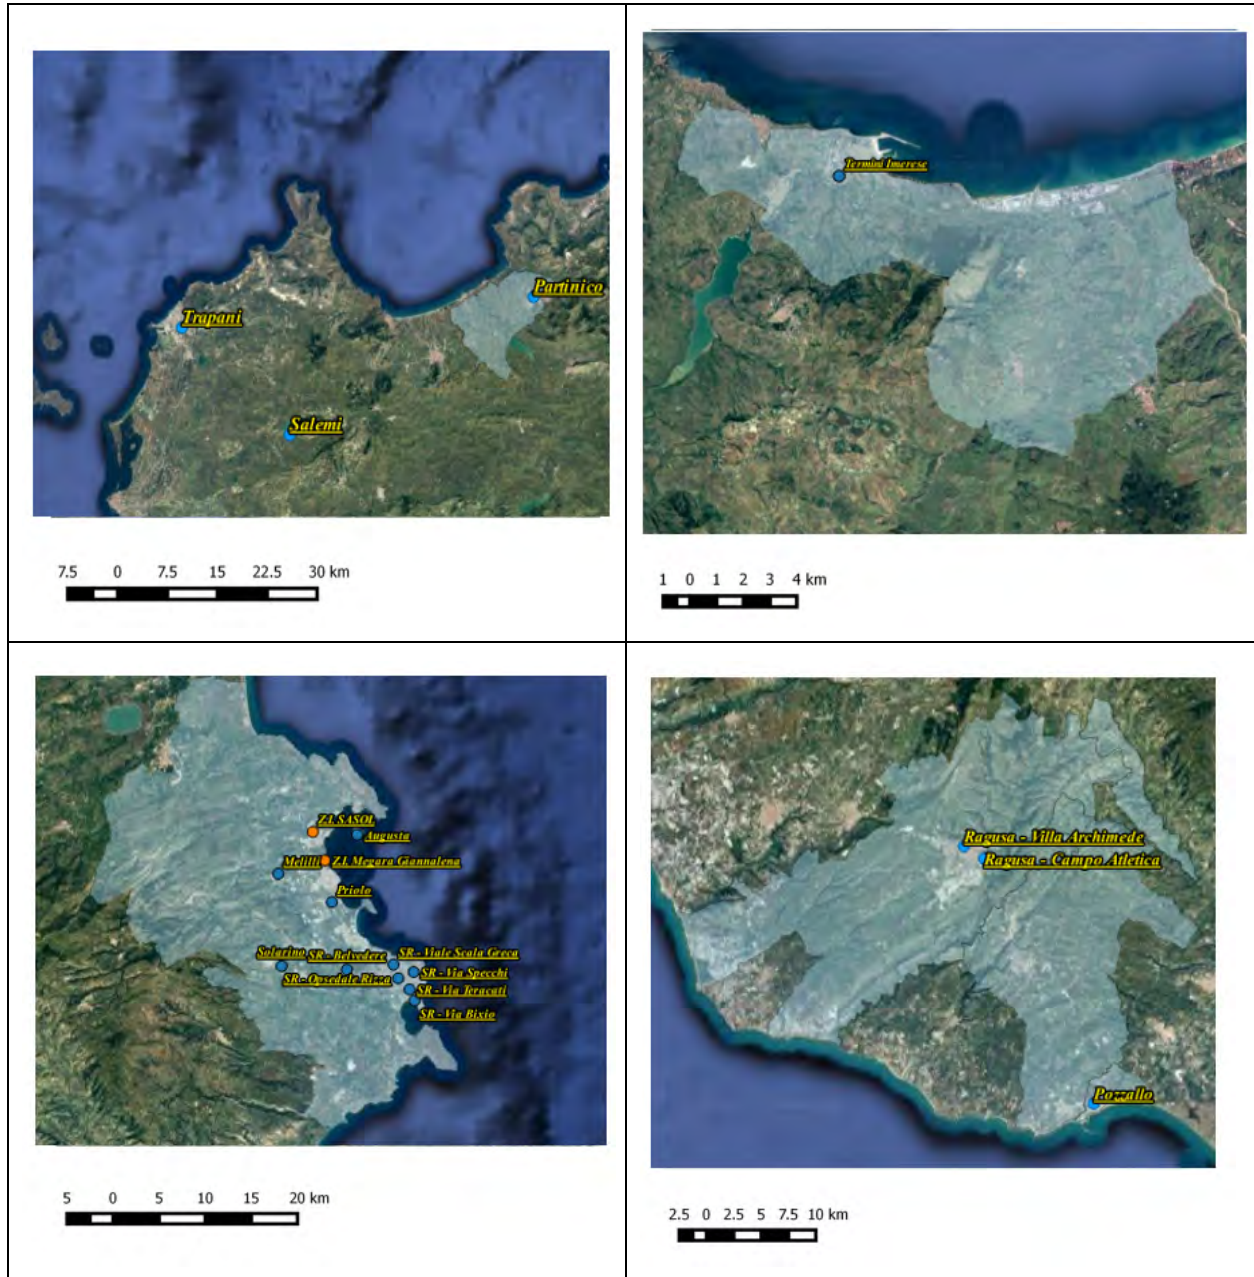 Partinico
Trapani
Salemi
7.5 0 7.5 15 22.5 30 km
Termini Imerese
1 0 1 2 3 4 km
Z.I. SASOL
Augusta
Melilli
Z.I. Megara Giannalena
Priolo
Solarino
SR - Belvedere
SR - Viale Scala Greca
SR - Opsedale Rizza
SR - Via Specchi
SR - Via Teracati
SR - Via Bixio
5 0 5 10 15 20 km
Ragusa - Villa Archimede
Ragusa - Campo Atletica
Pozzallo
2.5 0 2.5 5 7.5 10 km